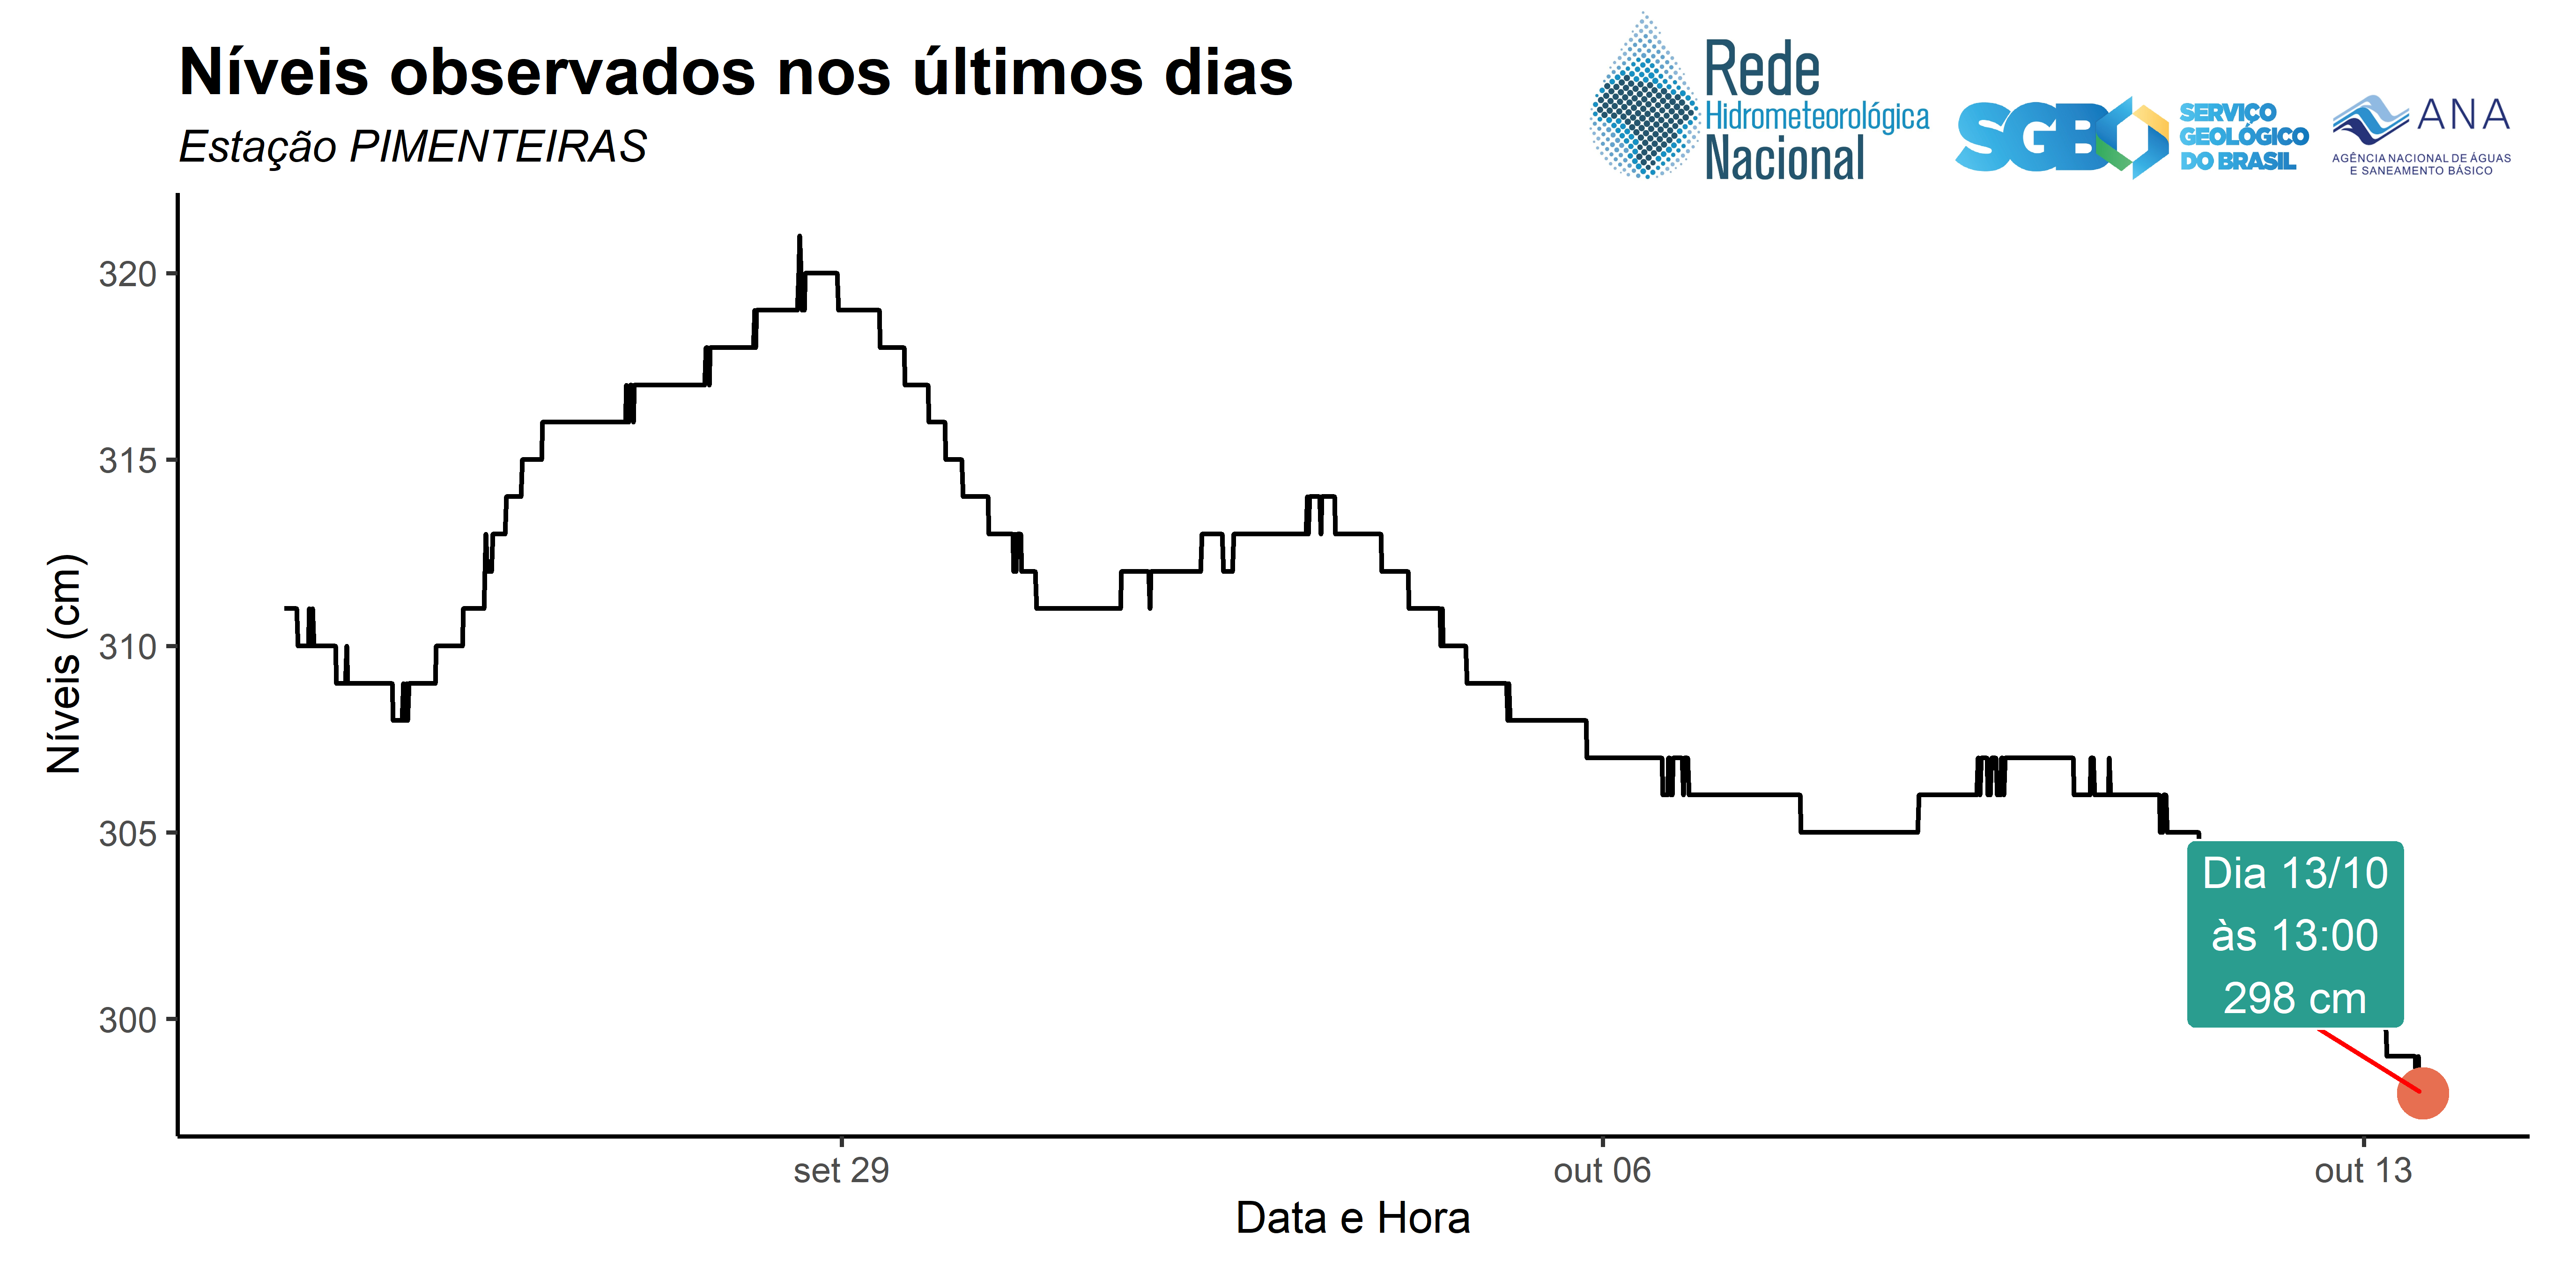 Níveis observados nos últimos dias
Estação PIMENTEIRAS
Rede
Hidrometeorológica
Nacional
SGB
SERVIÇO
GEOLÓGICO
DO BRASIL
ANA
AGÊNCIA NACIONAL DE ÁGUAS
E SANEAMENTO BÁSICO
Níveis (cm)
320
315
310
305
300
Dia 13/10
às 13:00
298 cm
set 29
out 06
out 13
Data e Hora